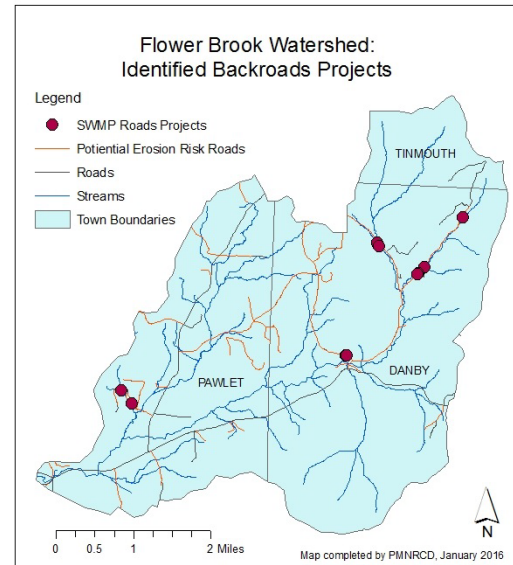 Flower Brook Watershed:
Identified Backroads Projects
Legend
SWMP Roads Projects
Potiential Erosion Risk Roads
Roads
Streams
Town Boundaries
TINMOUTH
PAWLET
DANBY
0 0.5 1 2 Miles
N
Map completed by PMNRCD, January 2016